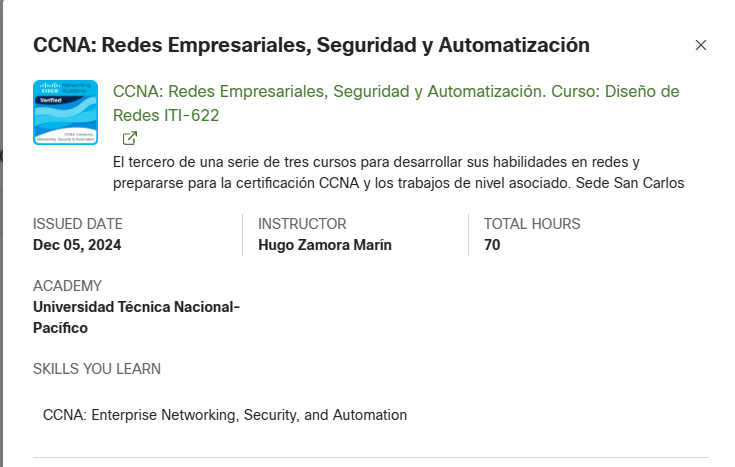 CCNA: Redes Empresariales, Seguridad y Automatización
Networking
CISCO Academy
Verified
CCNA: Enterprise
Networking, Security & Automation
CCNA: Redes Empresariales, Seguridad y Automatización. Curso: Diseño de
Redes ITI-622
El tercero de una serie de tres cursos para desarrollar sus habilidades en redes y
prepararse para la certificación CCNA y los trabajos de nivel asociado. Sede San Carlos
ISSUED DATE
Dec 05, 2024
INSTRUCTOR
Hugo Zamora Marín
TOTAL HOURS
70
ACADEMY
Universidad Técnica Nacional-
Pacífico
SKILLS YOU LEARN
CCNA: Enterprise Networking, Security, and Automation